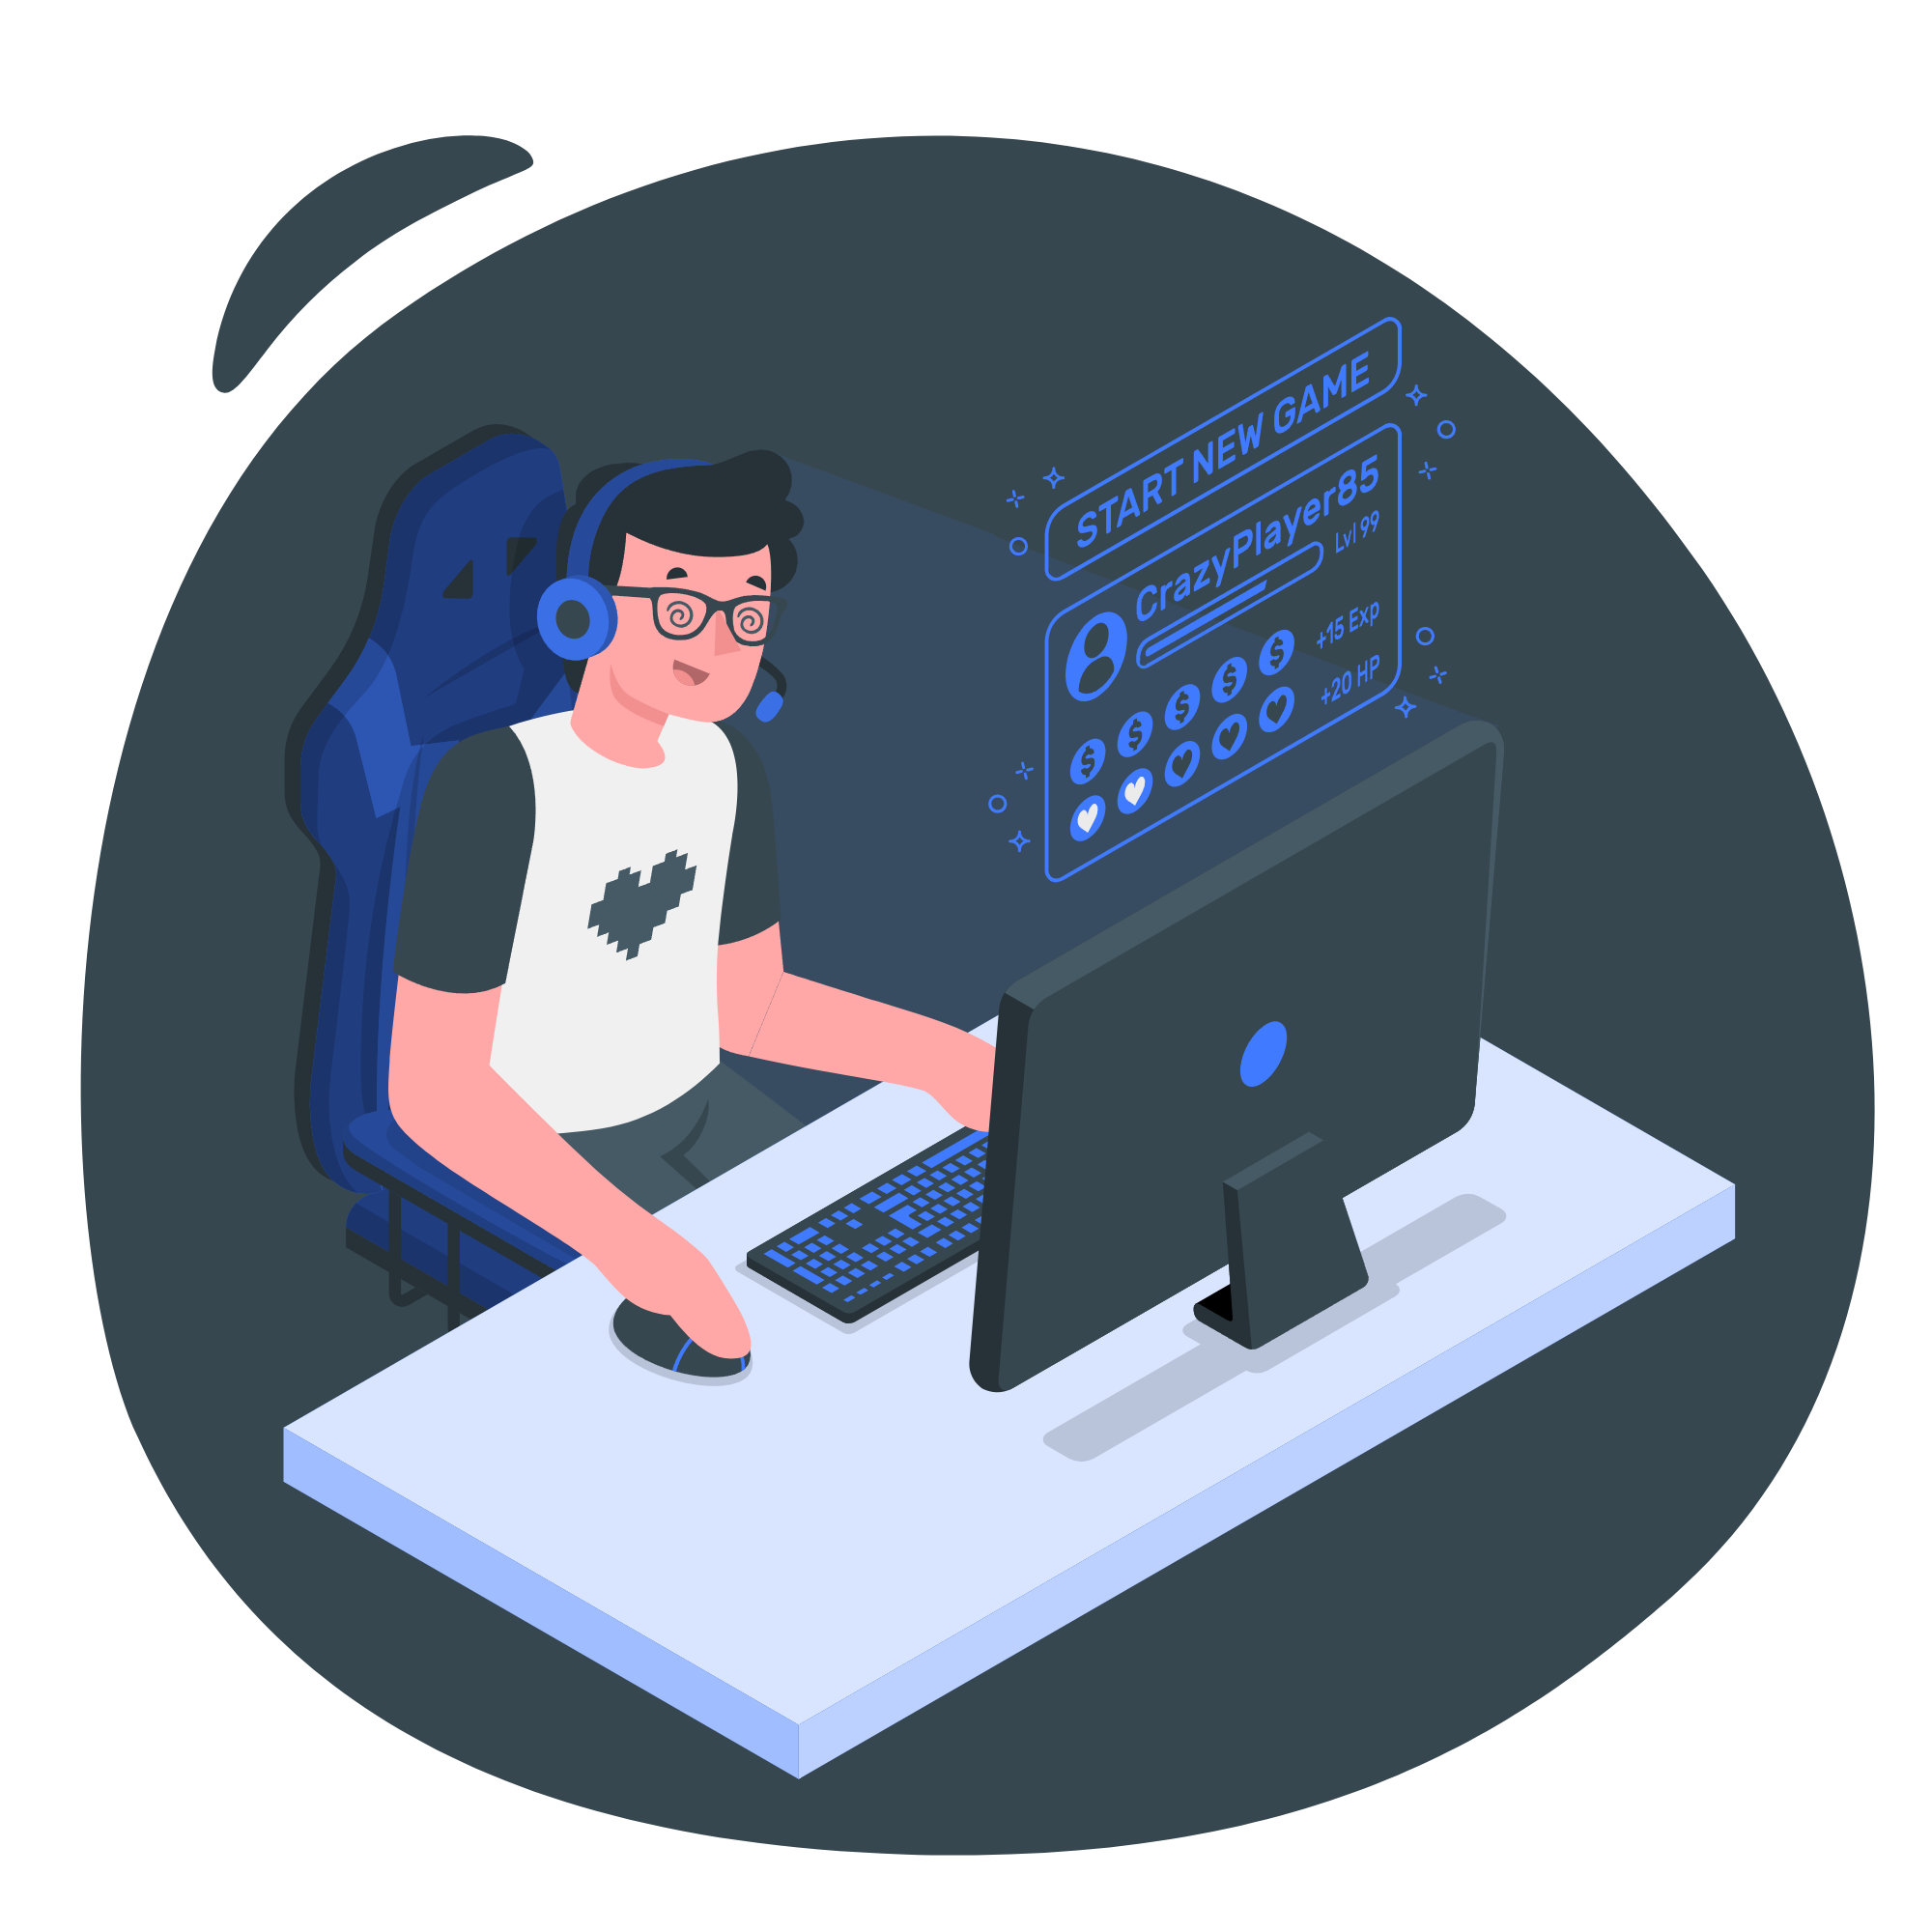 START NEW GAME
CrazyPlayer85
Lvl 99
$ $ $ $ $
+15 EXP
+20 HP